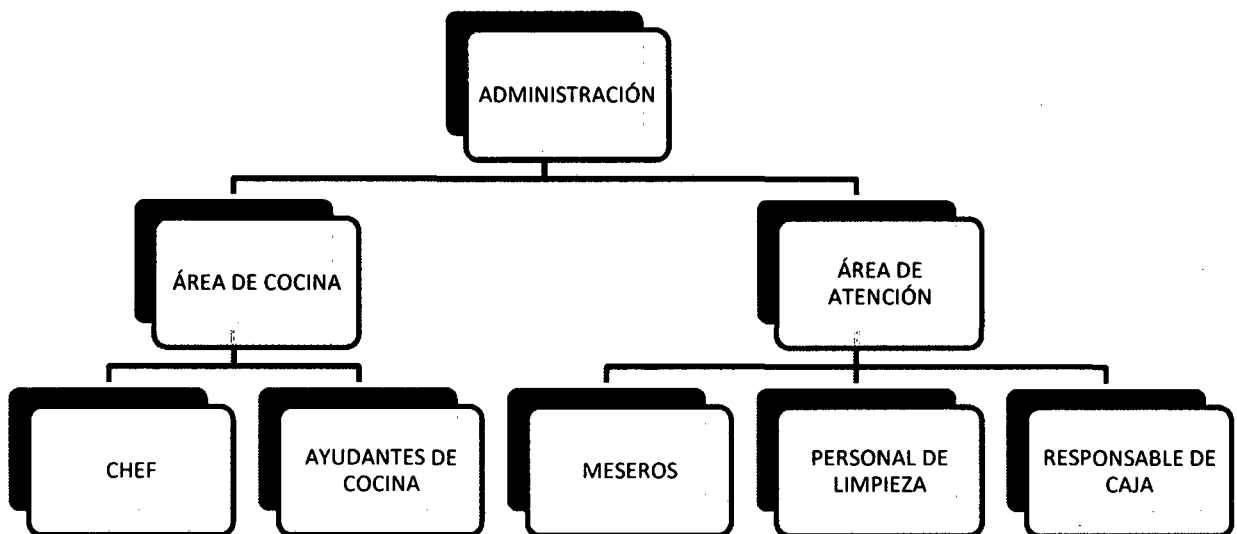 ADMINISTRACIÓN
ÁREA DE COCINA
ÁREA DE
ATENCIÓN
CHEF
AYUDANTES DE
COCINA
MESEROS
PERSONAL DE
LIMPIEZA
RESPONSABLE DE
CAJA